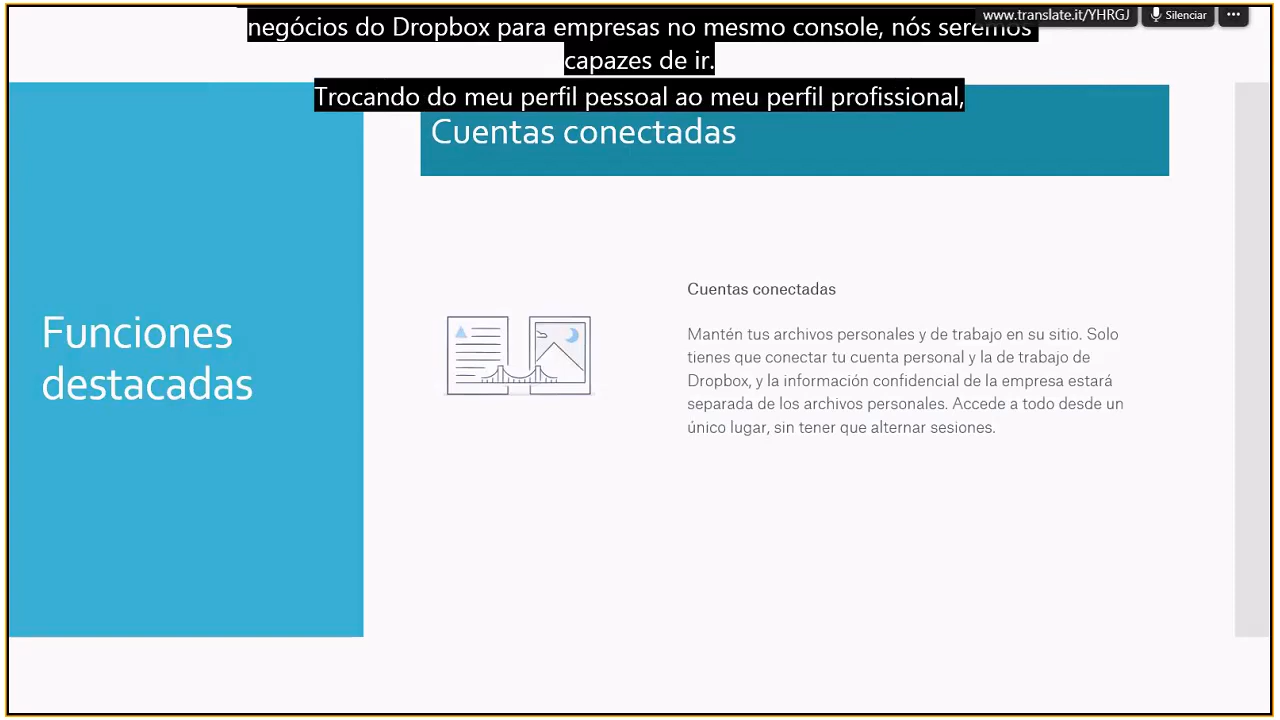 negócios do Dropbox para empresas no mesmo console, nós seremos
capazes de ir.
Trocando do meu perfil pessoal ao meu perfil profissional,
www.translate.it/YHRGJ
Silenciar
Cuentas conectadas
Funciones
destacadas
Cuentas conectadas
Mantén tus archivos personales y de trabajo en su sitio. Solo
tienes que conectar tu cuenta personal y la de trabajo de
Dropbox, y la información confidencial de la empresa estará
separada de los archivos personales. Accede a todo desde un
único lugar, sin tener que alternar sesiones.